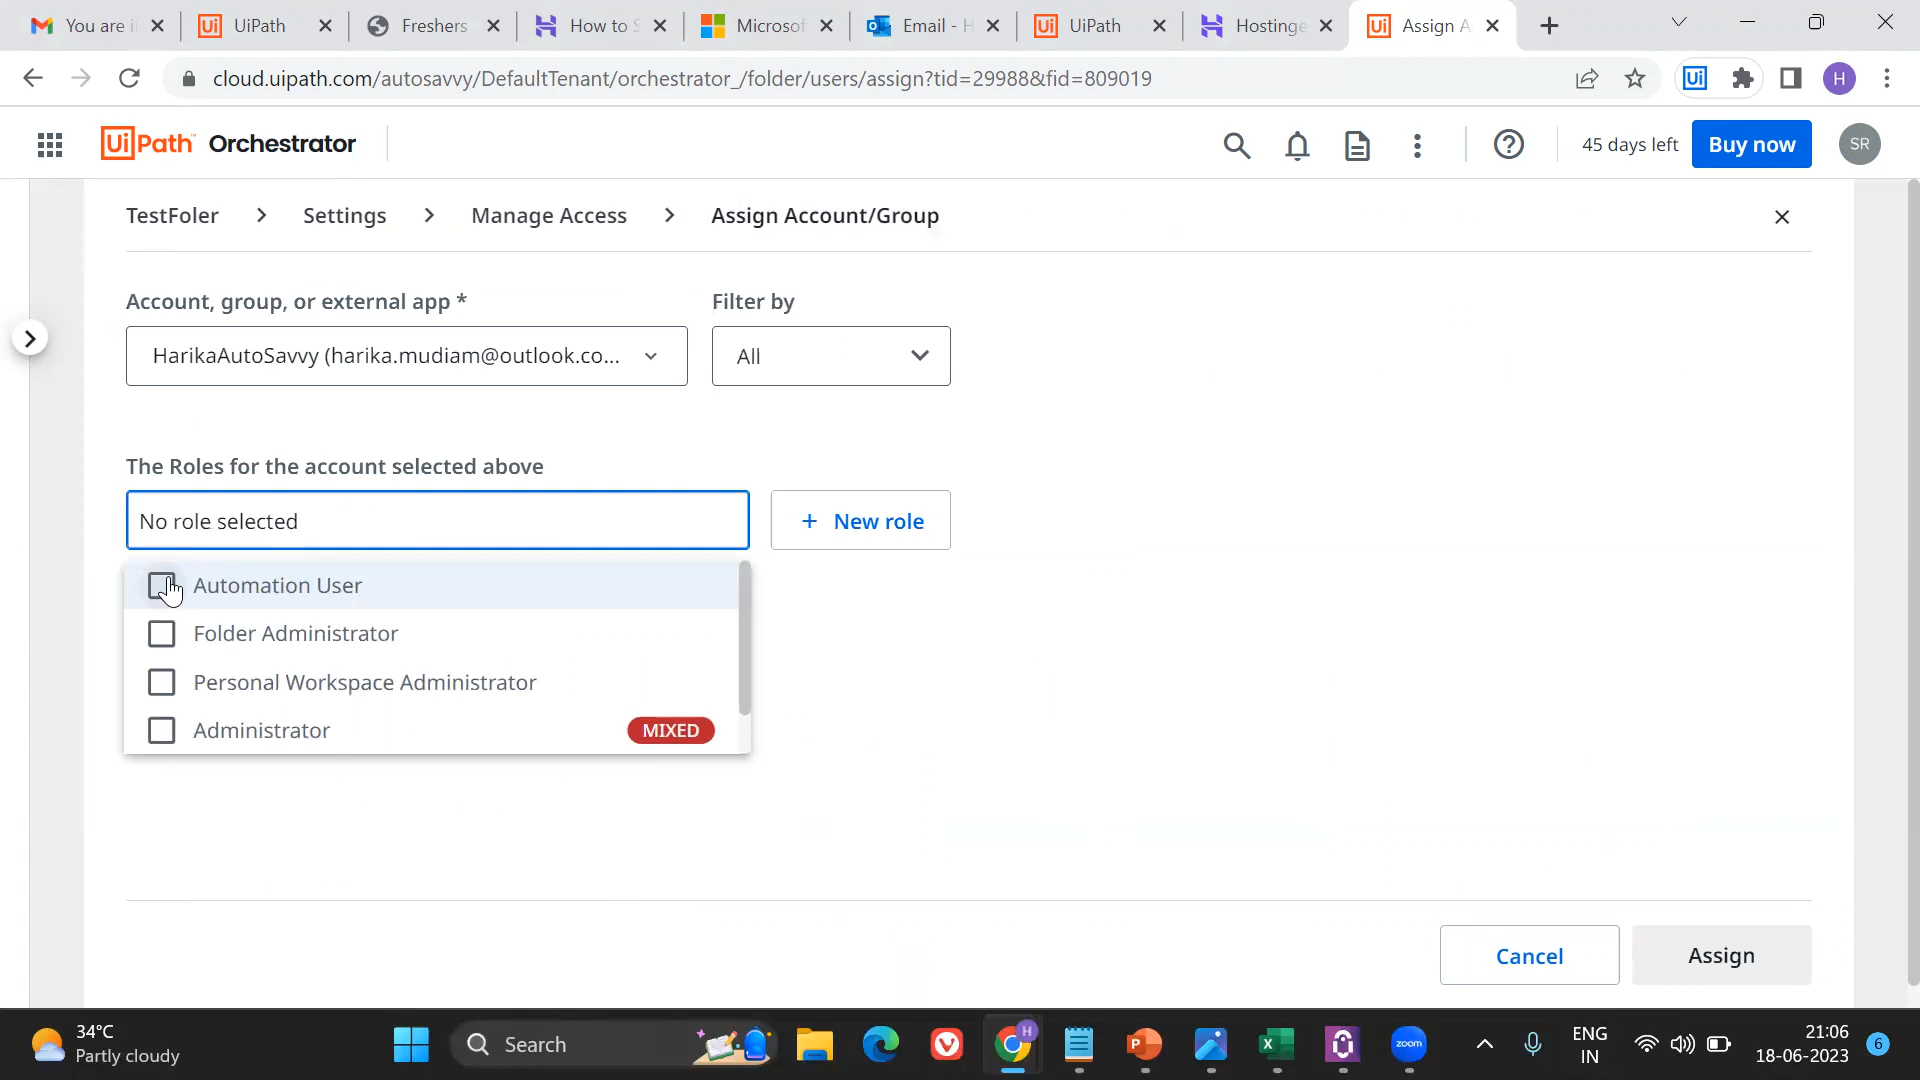 You are i
UiPath
Freshers
How to S
Microsof
Email - H
UiPath
Hostinge
Assign A
cloud.uipath.com/autosavvy/DefaultTenant/orchestrator_/folder/users/assign?tid=29988&fid=809019
Ui
H
UiPath Orchestrator
45 days left
Buy now
SR
TestFoler > Settings > Manage Access > Assign Account/Group
Account, group, or external app *
Filter by
HarikaAutoSavvy (harika.mudiam@outlook.co...
All
The Roles for the account selected above
No role selected
+ New role
Automation User
Folder Administrator
Personal Workspace Administrator
Administrator
MIXED
Cancel
Assign
34°C
Partly cloudy
Search
H
zoom
ENG
IN
21:06
18-06-2023
6